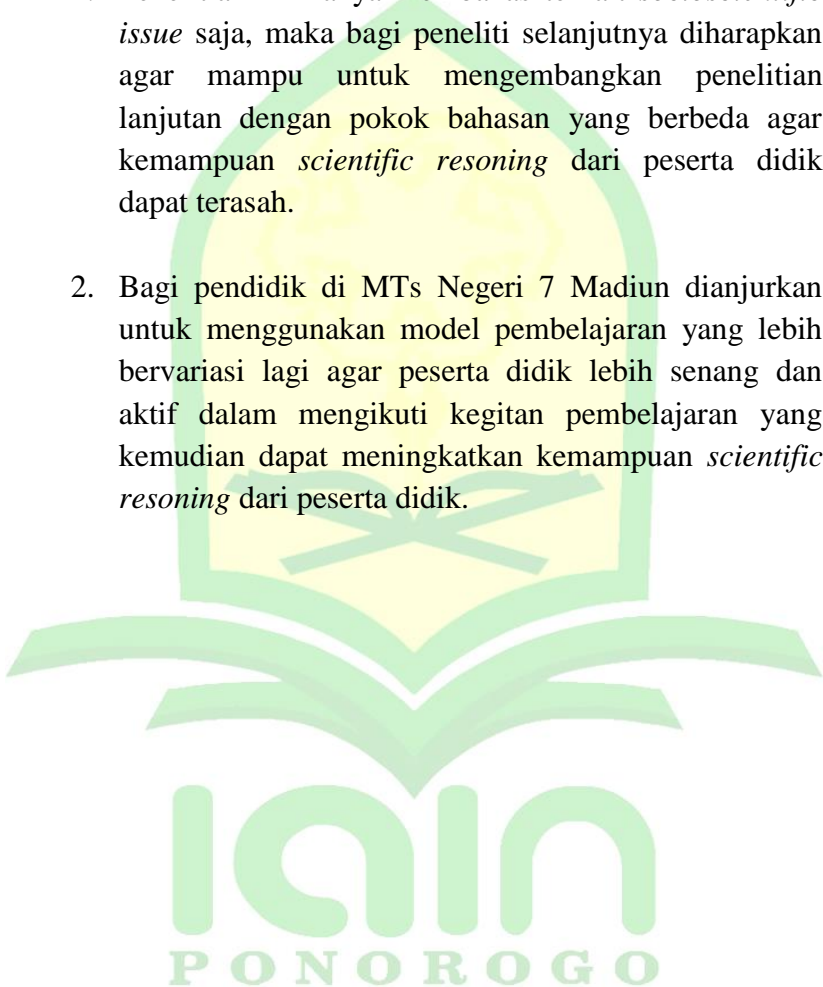 issue saja, maka bagi peneliti selanjutnya diharapkan
agar mampu untuk mengembangkan penelitian
lanjutan dengan pokok bahasan yang berbeda agar
kemampuan scientific resoning dari peserta didik
dapat terasah.
2. Bagi pendidik di MTs Negeri 7 Madiun dianjurkan
untuk menggunakan model pembelajaran yang lebih
bervariasi lagi agar peserta didik lebih senang dan
aktif dalam mengikuti kegitan pembelajaran yang
kemudian dapat meningkatkan kemampuan scientific
resoning dari peserta didik.
iain
PONOROGO